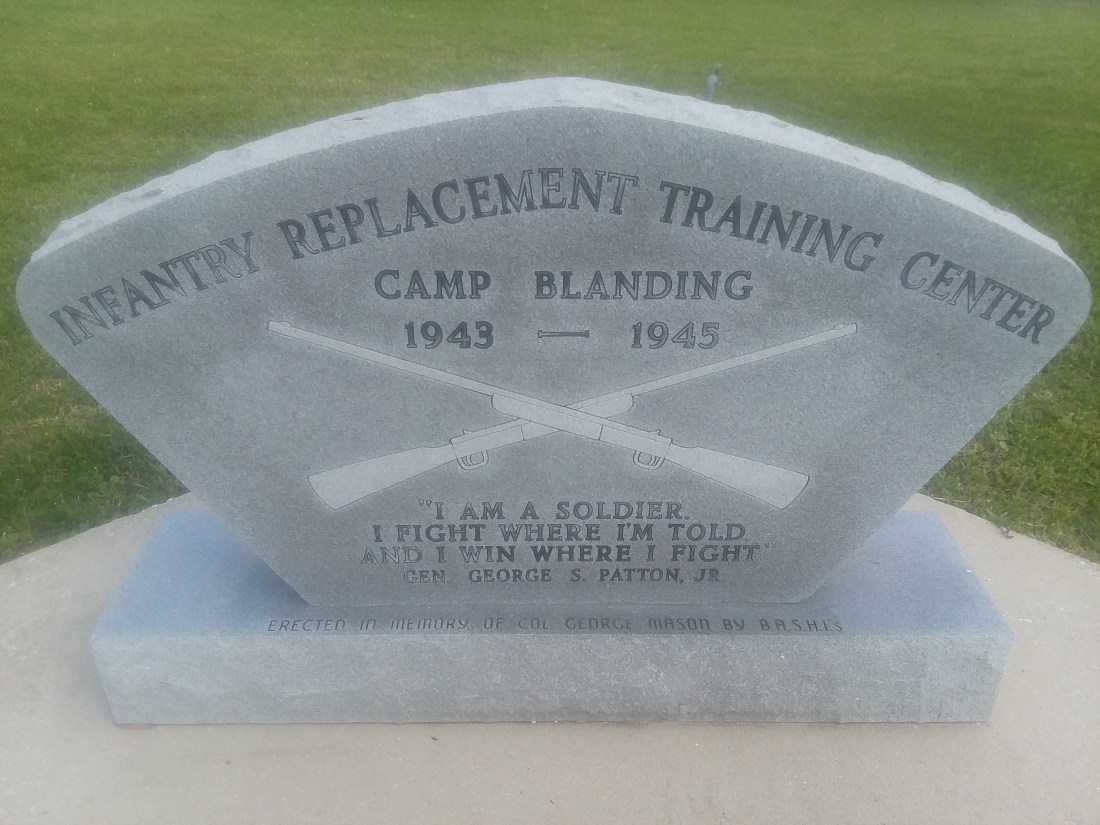 INFANTRY REPLACEMENT TRAINING CENTER
CAMP BLANDING
1943 — 1945
"I AM A SOLDIER.
I FIGHT WHERE I'M TOLD
AND I WIN WHERE I FIGHT"
GEN. GEORGE S. PATTON, JR.
ERECTED IN MEMORY OF COL GEORGE MASON BY B.A.S.H.I.'s